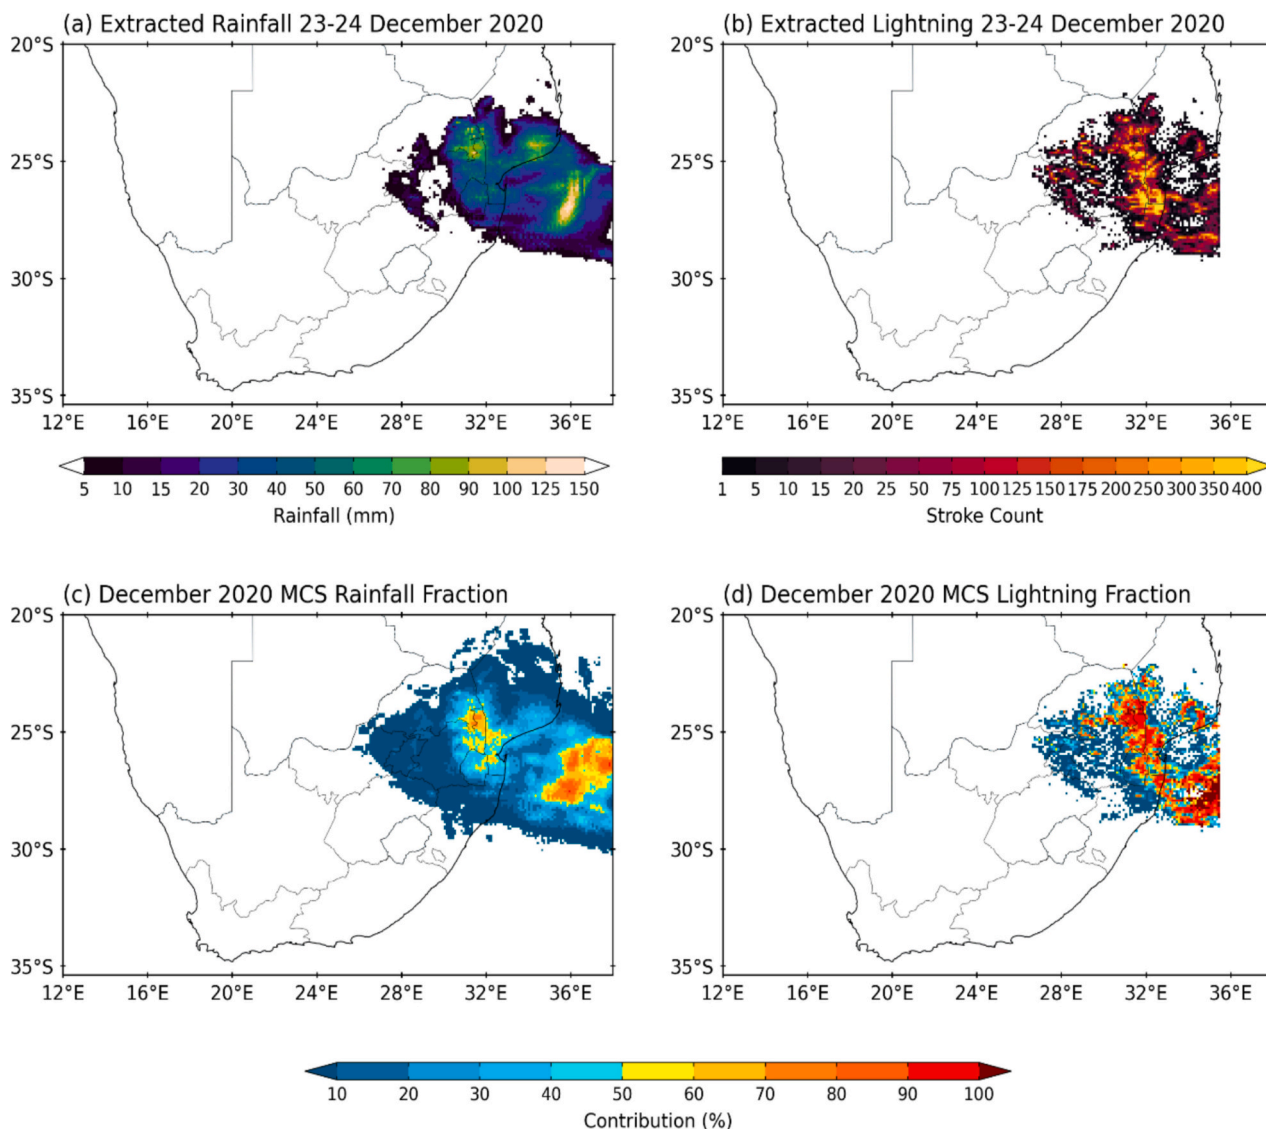 (a) Extracted Rainfall 23-24 December 2020
20°S
25°S
30°S
35°S
12°E 16°E 20°E 24°E 28°E 32°E 36°E
5 10 15 20 30 40 50 60 70 80 90 100 125 150
Rainfall (mm)
(b) Extracted Lightning 23-24 December 2020
20°S
25°S
30°S
35°S
12°E 16°E 20°E 24°E 28°E 32°E 36°E
1 5 10 15 20 25 50 75 100 125 150 175 200 250 300 350 400
Stroke Count
(c) December 2020 MCS Rainfall Fraction
20°S
25°S
30°S
35°S
12°E 16°E 20°E 24°E 28°E 32°E 36°E
(d) December 2020 MCS Lightning Fraction
20°S
25°S
30°S
35°S
12°E 16°E 20°E 24°E 28°E 32°E 36°E
10 20 30 40 50 60 70 80 90 100
Contribution (%)